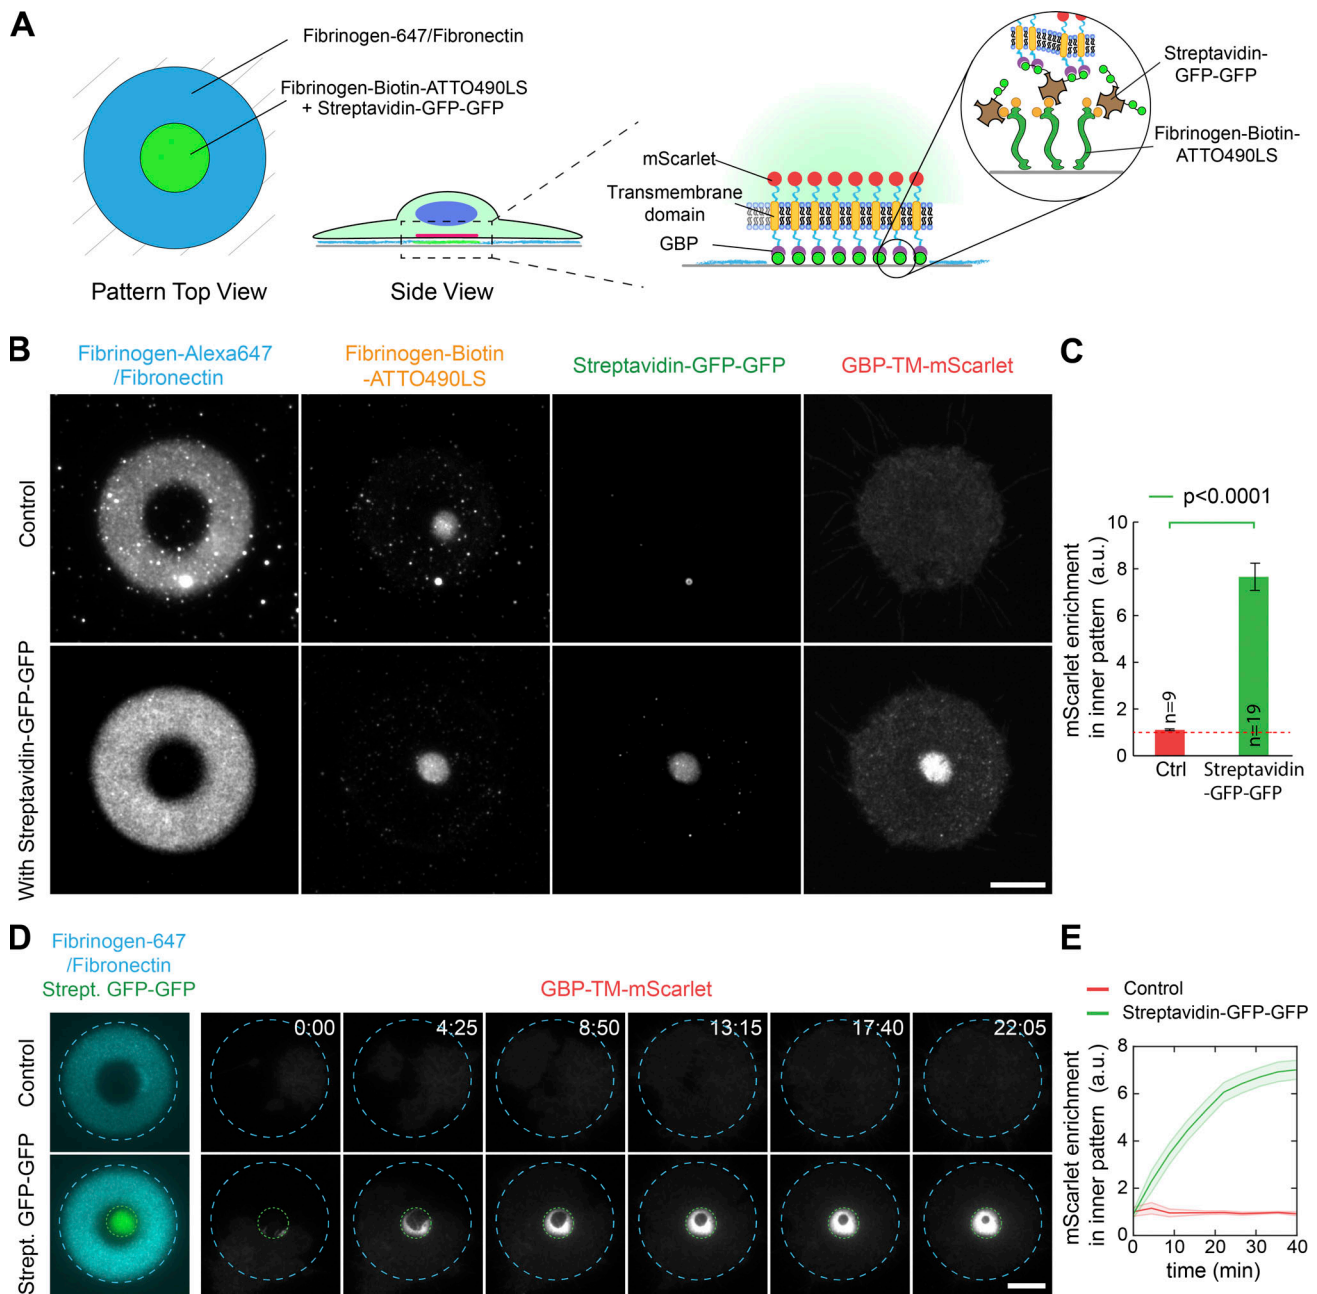 A
Fibrinogen-647/Fibronectin
Fibrinogen-Biotin-ATTO490LS
+ Streptavidin-GFP-GFP
Pattern Top View
Side View
mScarlet
Transmembrane
domain
GBP
Streptavidin-
GFP-GFP
Fibrinogen-Biotin-
ATTO490LS
B
Fibrinogen-Alexa647
/Fibronectin
Fibrinogen-Biotin
-ATTO490LS
Streptavidin-GFP-GFP
GBP-TM-mScarlet
Control
With Streptavidin-GFP-GFP
C
p<0.0001
mScarlet enrichment
in inner pattern (a.u.)
10
8
6
4
2
0
n=9
n=19
Ctrl
Streptavidin
-GFP-GFP
D
Fibrinogen-647
/Fibronectin
Strept. GFP-GFP
GBP-TM-mScarlet
Control
0:00
4:25
8:50
13:15
17:40
22:05
Strept. GFP-GFP
E
Control
Streptavidin-GFP-GFP
mScarlet enrichment
in inner pattern (a.u.)
8
6
4
2
0
0
10
20
30
40
time (min)